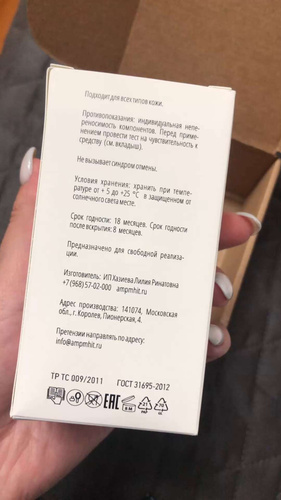 Подходит для всех типов кожи.
Противопоказания: индивидуальная непе-
реносимость компонентов. Перед приме-
нением провести тест на чувствительность к
средству (см. вкладыш).
Не вызывает синдром отмены.
Условия хранения: хранить при темпе-
ратуре от + 5 до +25 °C в защищенном от
солнечного света месте.
Срок годности: 18 месяцев. Срок годности
после вскрытия: 8 месяцев.
Предназначено для свободной реализа-
ции.
Изготовитель: ИП Хазиева Лилия Ринатовна
+7 (968)-57-02-000 ampmhit.ru
Адрес производства: 141074, Московская
обл., г. Королев, Пионерская, 4.
Претензии направлять по адресу:
info@ampmhit.ru
ТР ТС 009/2011 ГОСТ 31695-2012
EAC